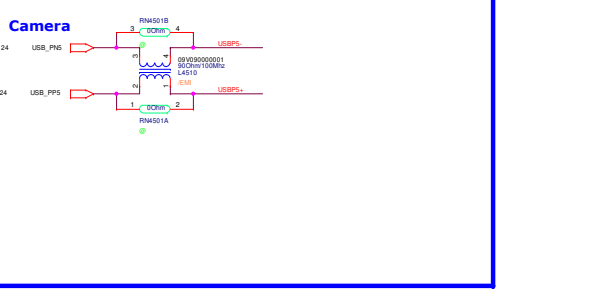 Camera
RN4501B
3
4
0Ohm
@
24
USB_PN5
USBP5-
3
4
09V090000001
90Ohm/100Mhz
L4510
/EMI
2
1
24
USB_PP5
USBP5+
1
2
0Ohm
RN4501A
@